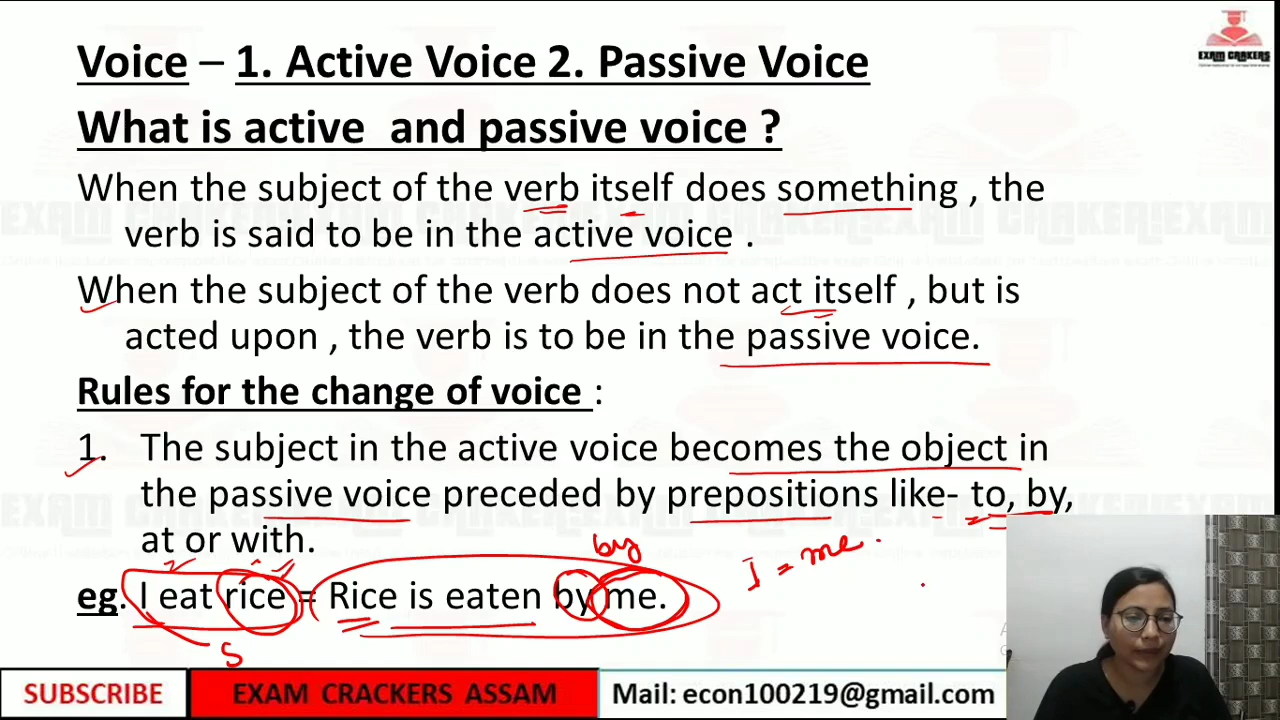 EXAM CRAKERS
Voice – 1. Active Voice 2. Passive Voice
What is active and passive voice ?
When the subject of the verb itself does something , the
verb is said to be in the active voice .
When the subject of the verb does not act itself , but is
acted upon , the verb is to be in the passive voice.
Rules for the change of voice :
1. The subject in the active voice becomes the object in
the passive voice preceded by prepositions like- to, by,
at or with.
by
I = me.
eg. I eat rice = Rice is eaten by me.
S
SUBSCRIBE
EXAM CRACKERS ASSAM
Mail: econ100219@gmail.com